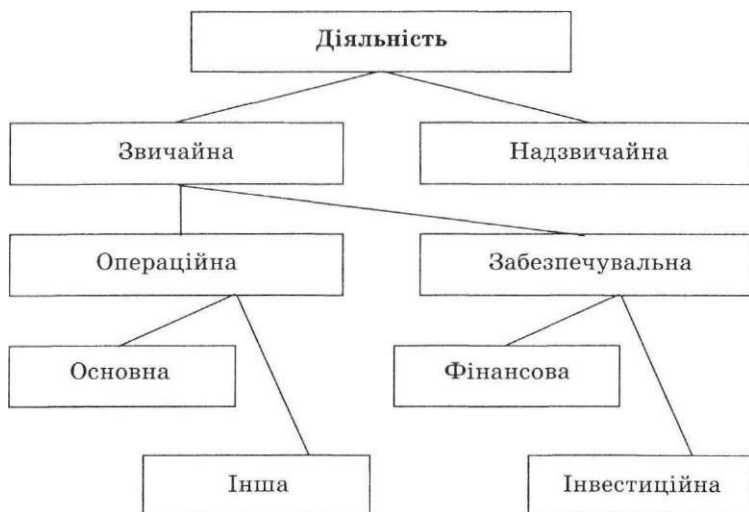 Діяльність
Звичайна
Надзвичайна
Операційна
Забезпечувальна
Основна
Фінансова
Інша
Інвестиційна